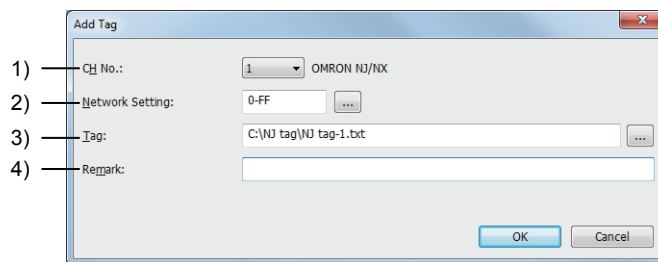 Add Tag
1) CH No.: 1 OMRON NJ/NX
2) Network Setting: 0-FF ...
3) Tag: C:\NJ tag\NJ tag-1.txt ...
4) Remark:
OK Cancel